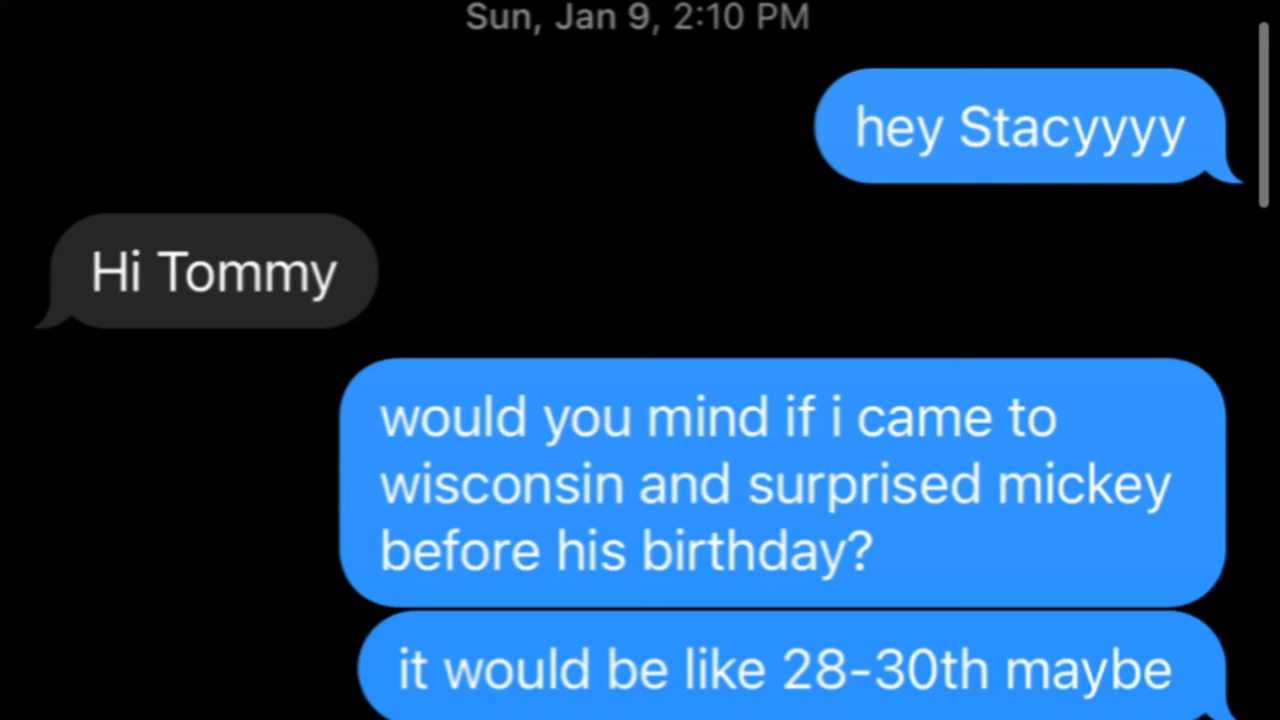 Sun, Jan 9, 2:10 PM
hey Stacyyyy
Hi Tommy
would you mind if i came to
wisconsin and surprised mickey
before his birthday?
it would be like 28-30th maybe